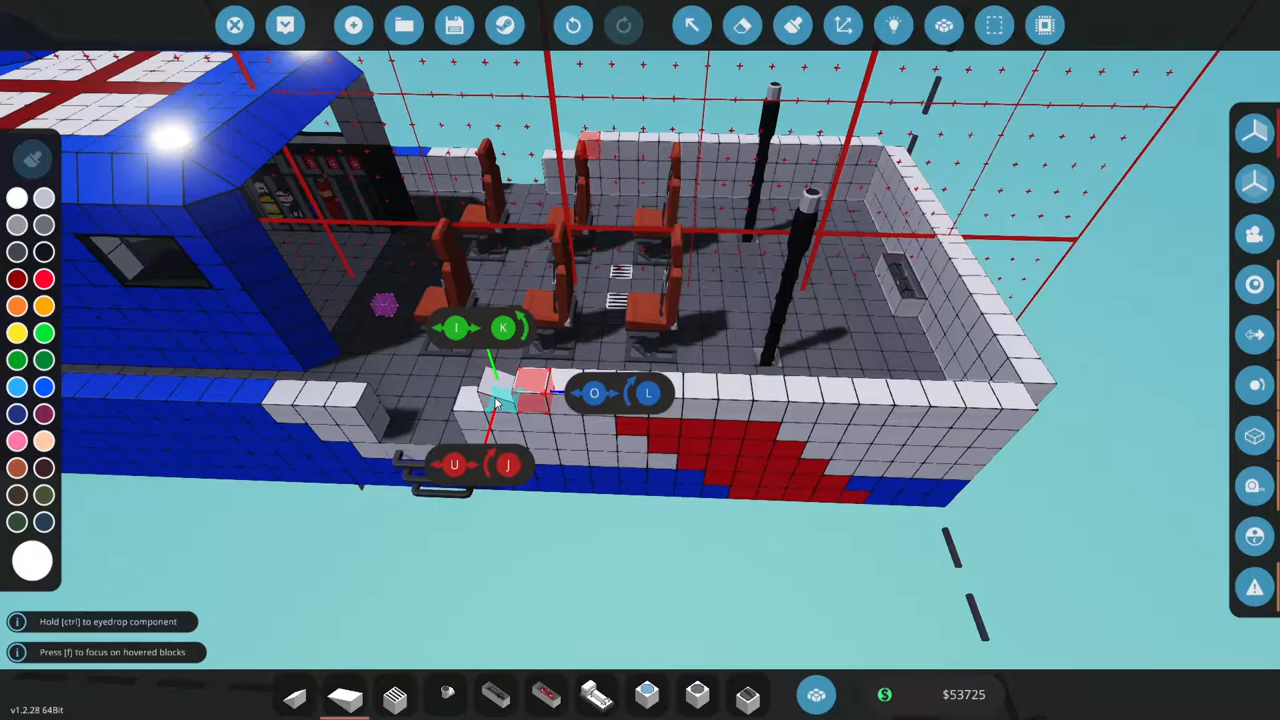 I K
O L
U J
Hold [ctrl] to eyedrop component
Press [f] to focus on hovered blocks
v1.2.28 64Bit
$ $53725